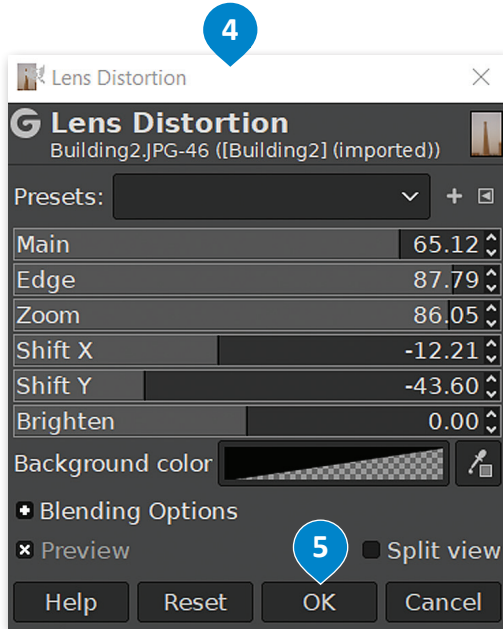 4
Lens Distortion
G Lens Distortion
Building2.JPG-46 ([Building2] (imported))
Presets:
Main 65.12
Edge 87.79
Zoom 86.05
Shift X -12.21
Shift Y -43.60
Brighten 0.00
Background color
Blending Options
Preview Split view
5
Help Reset OK Cancel